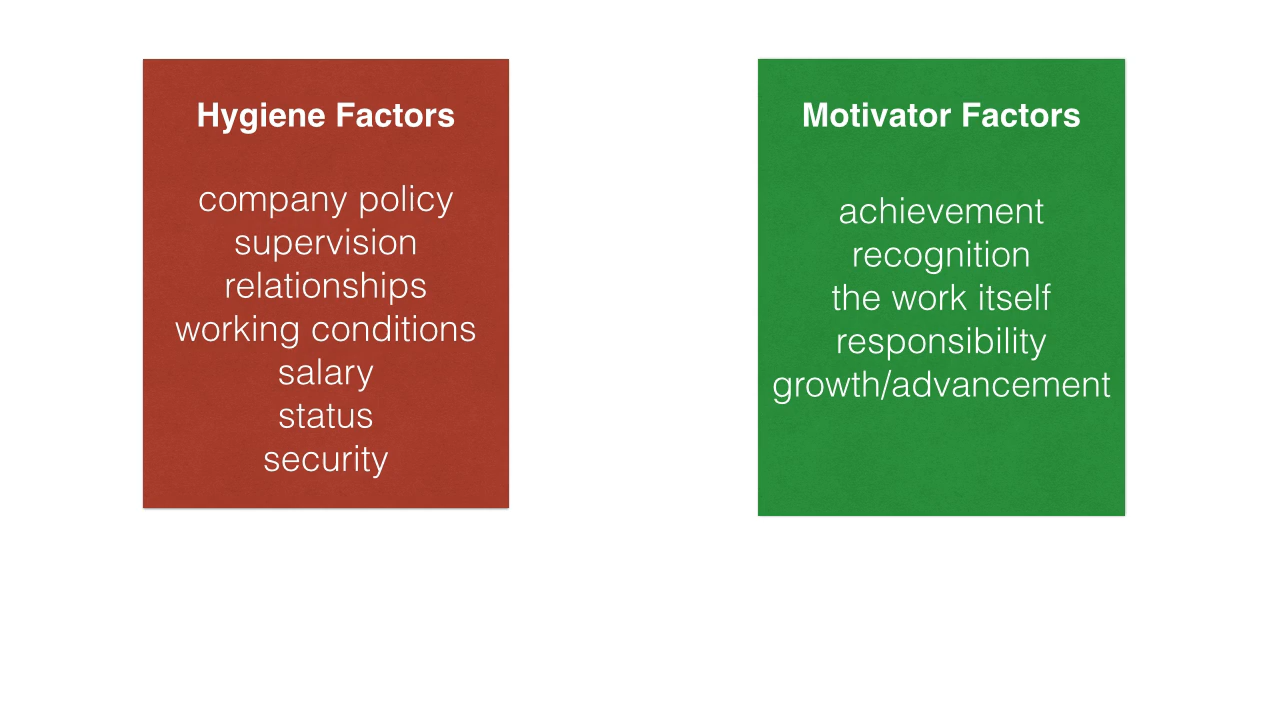 Hygiene Factors
company policy
supervision
relationships
working conditions
salary
status
security
Motivator Factors
achievement
recognition
the work itself
responsibility
growth/advancement